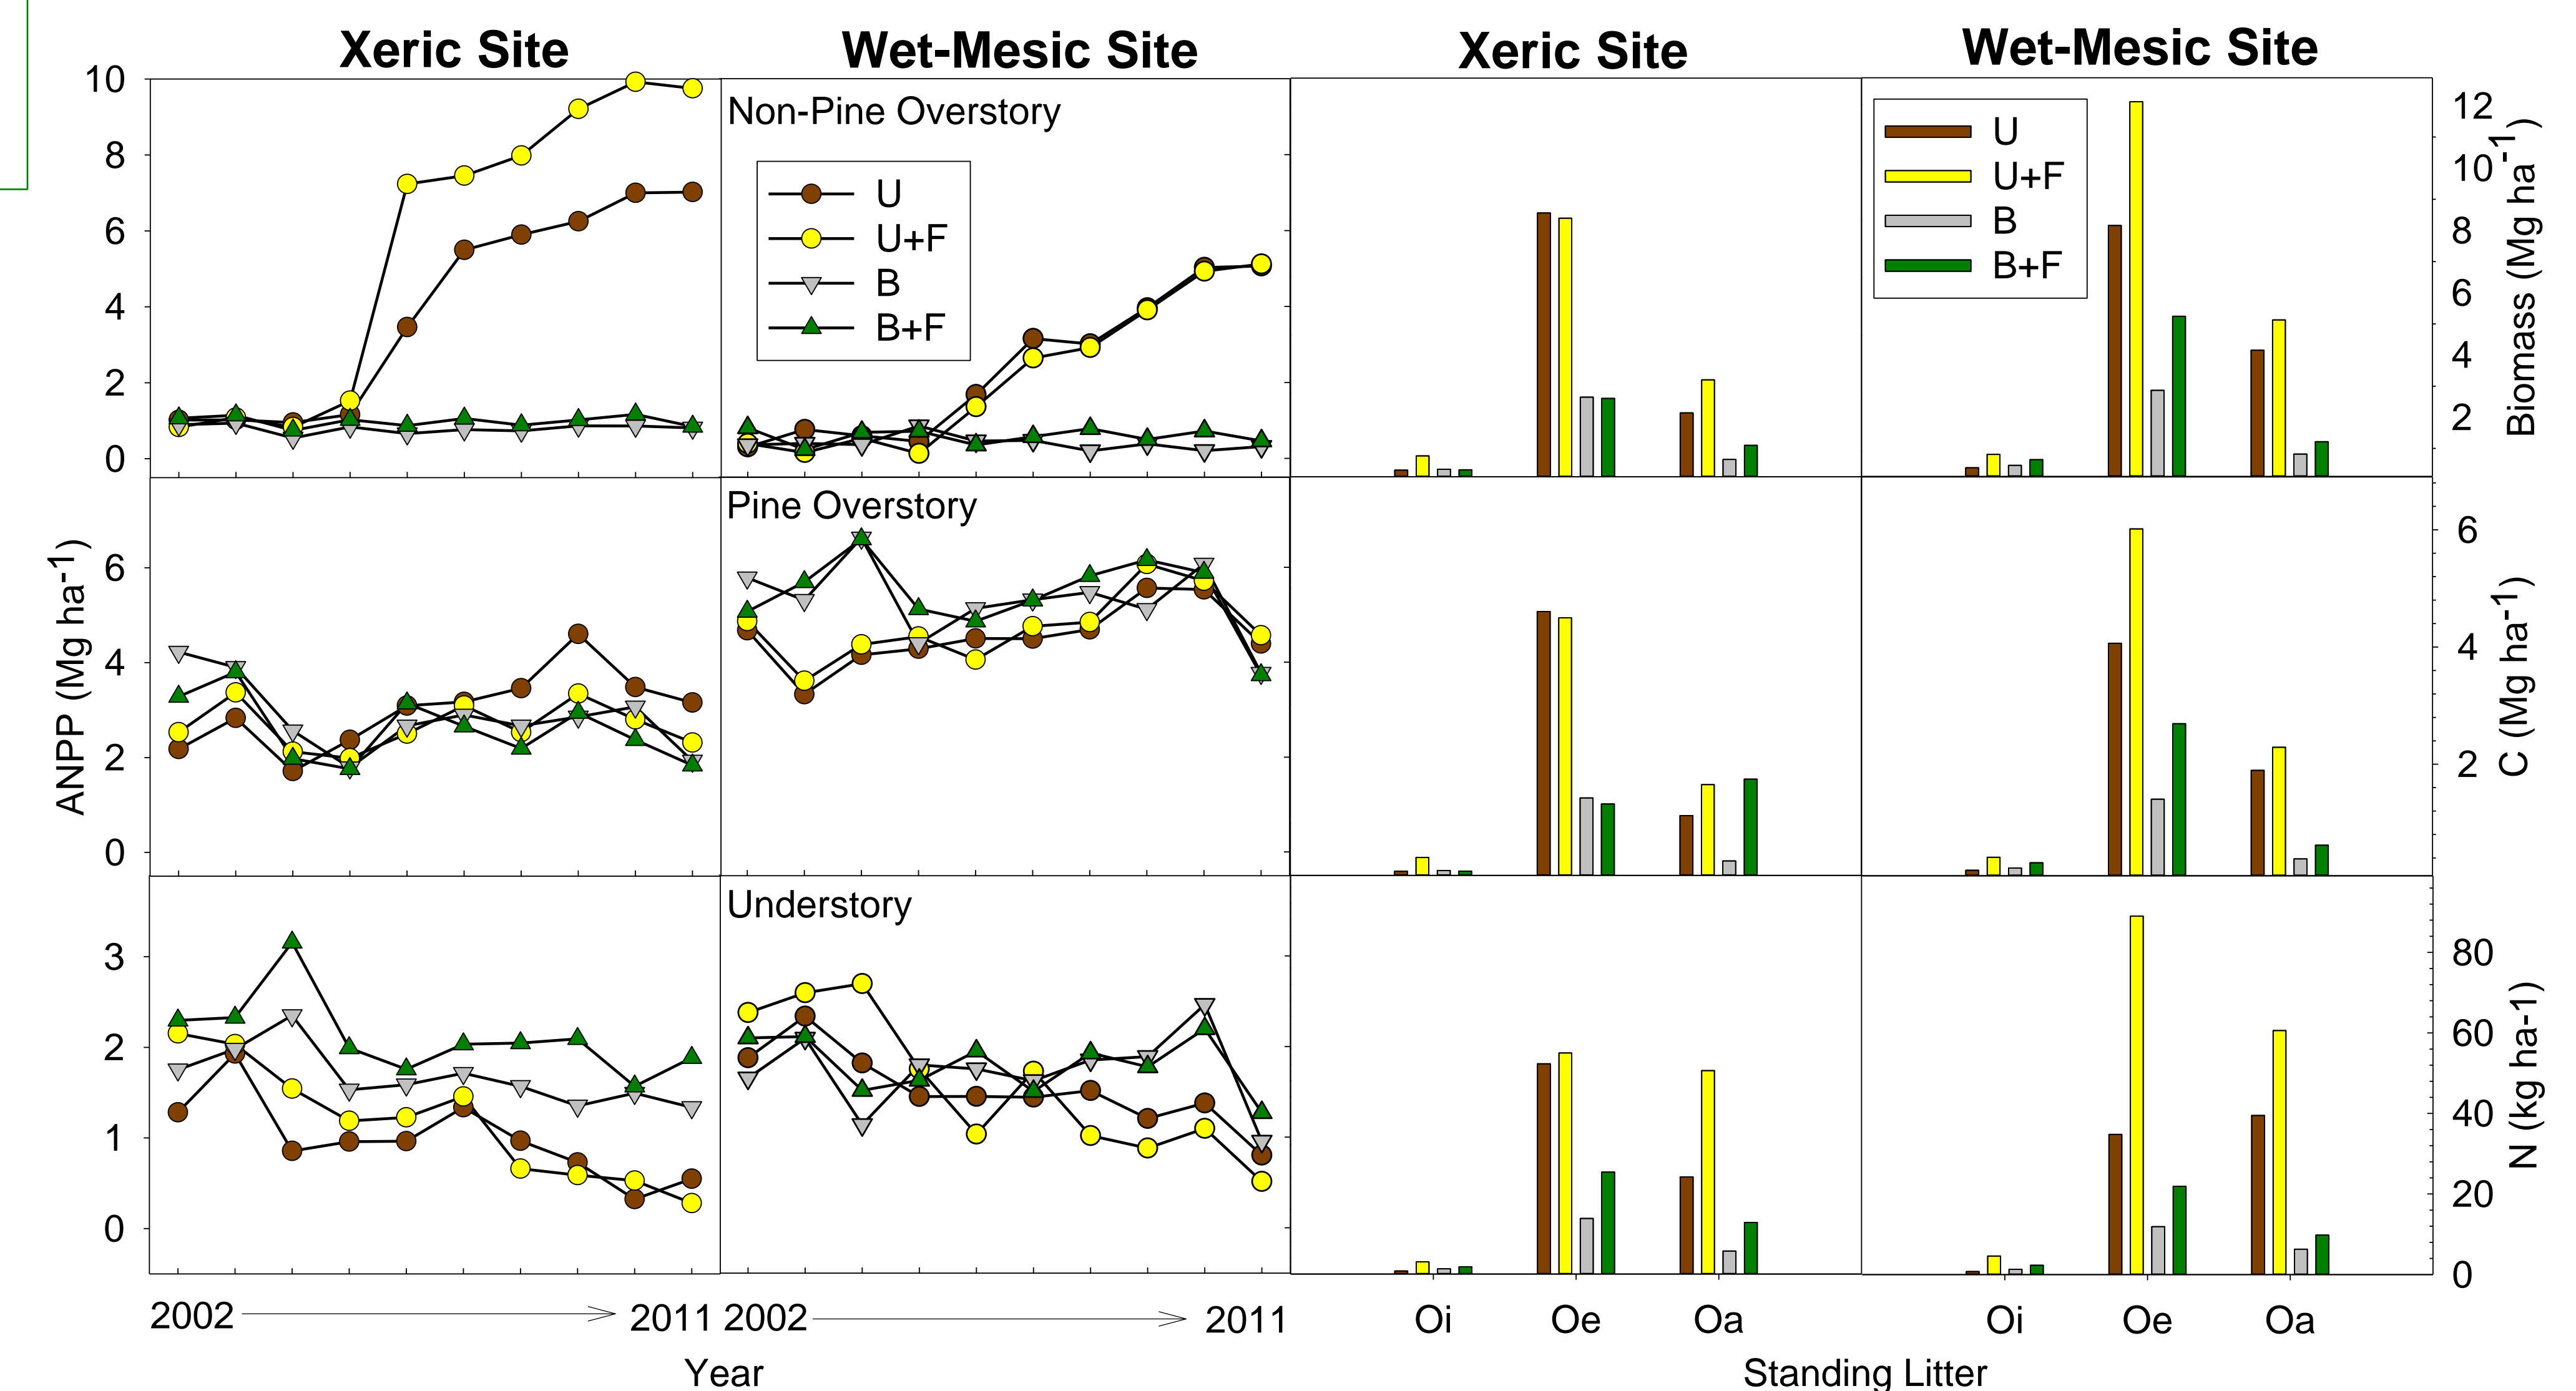 Xeric Site Wet-Mesic Site Xeric Site Wet-Mesic Site
10
8
6
4
2
0
Non-Pine Overstory
U
U+F
B
B+F
U
U+F
B
B+F
12
10
8
6
4
2
Biomass (Mg ha-1)
ANPP (Mg ha-1)
6
4
2
0
Pine Overstory
6
4
2
C (Mg ha-1)
3
2
1
0
Understory
80
60
40
20
0
N (kg ha-1)
2002 2011 2002 2011
Oi Oe Oa Oi Oe Oa
Year Standing Litter